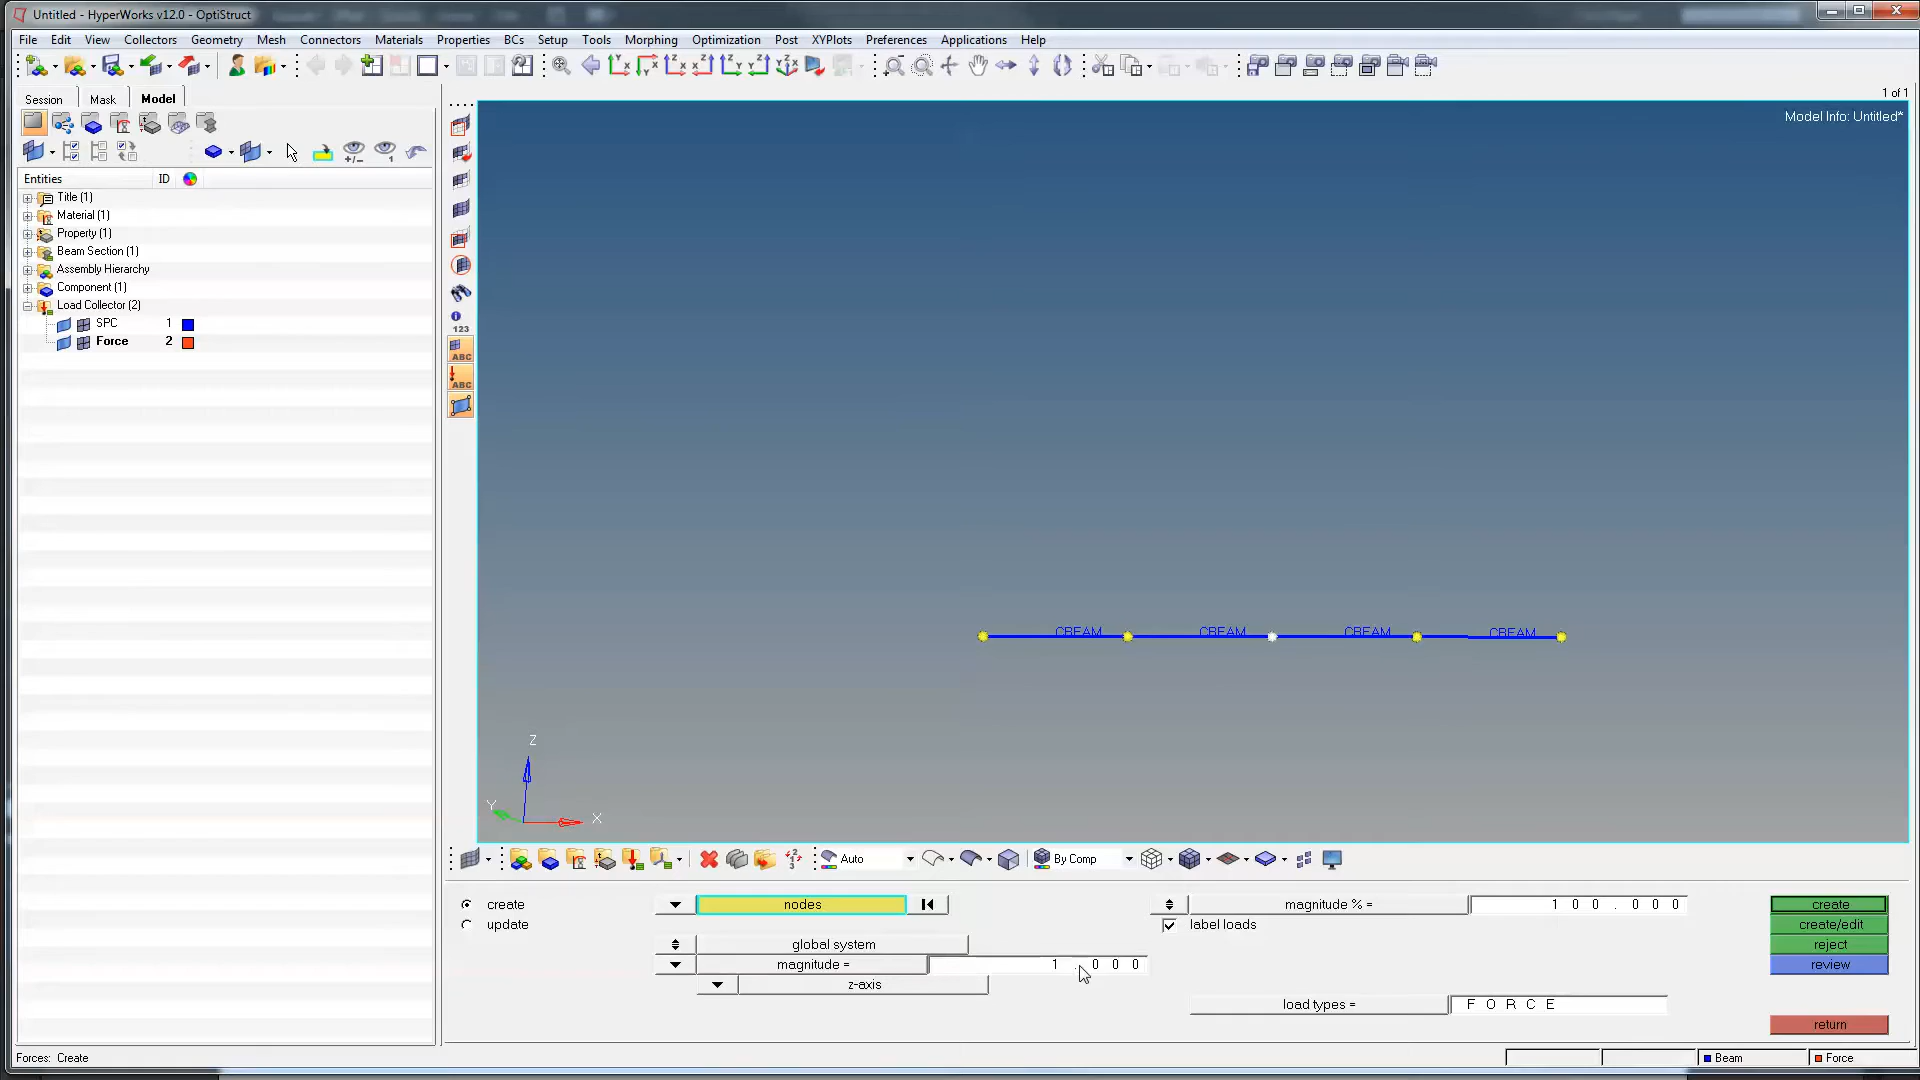 Untitled - HyperWorks v12.0 - OptiStruct
File Edit View Collectors Geometry Mesh Connectors Materials Properties BCs Setup Tools Morphing Optimization Post XYPlots Preferences Applications Help
Session Mask Model
1 of 1
Model Info: Untitled*
Entities ID
Title (1)
Material (1)
Property (1)
Beam Section (1)
Assembly Hierarchy
Component (1)
Load Collector (2)
SPC 1
Force 2
123
ABC
ABC
CBEAM CBEAM CBEAM CBEAM
Z
Y
X
Auto By Comp
create nodes magnitude % = 100.000 create
update label loads create/edit
global system reject
magnitude = 1.000 review
z-axis
load types = FORCE
return
Forces: Create Beam Force